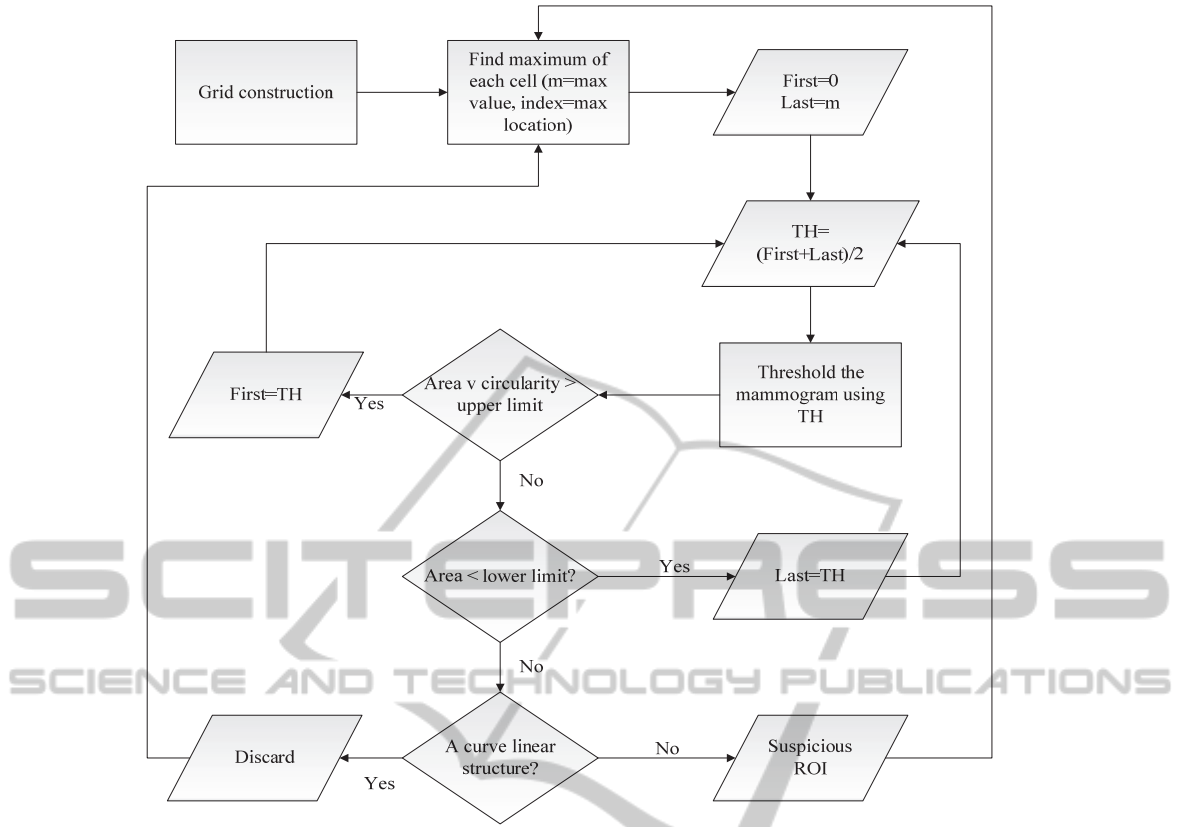 Grid construction
Find maximum of
each cell (m=max
value, index=max
location)
First=0
Last=m
TH=
(First+Last)/2
Threshold the
mammogram using
TH
Area v circularity >
upper limit
Yes
First=TH
No
Area < lower limit?
Yes
Last=TH
No
A curve linear
structure?
Yes
Discard
No
Suspicious
ROI
SCITEPRESS
SCIENCE AND TECHNOLOGY PUBLICATIONS